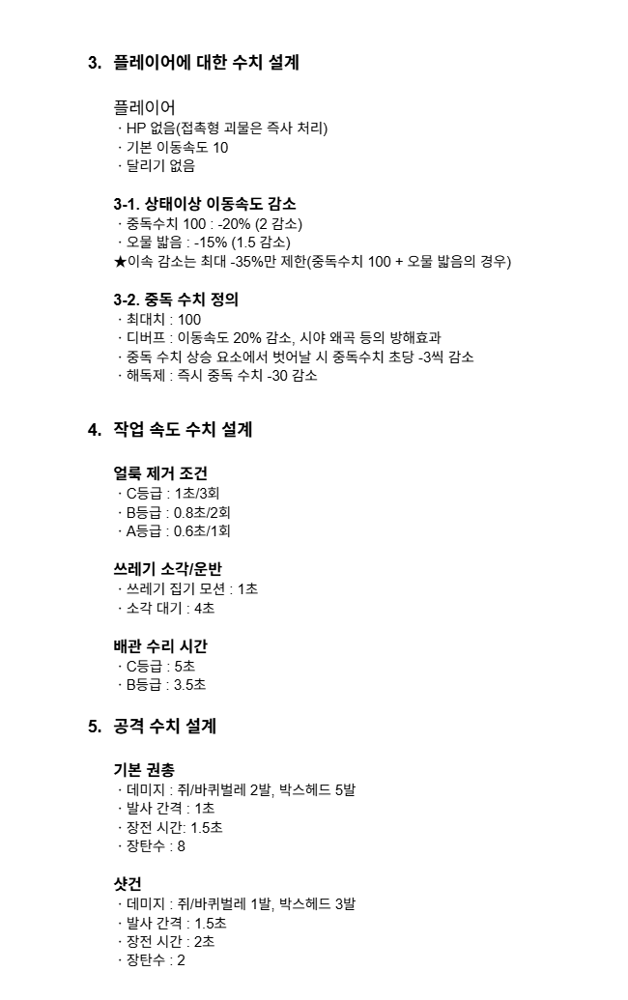 3. 플레이어에 대한 수치 설계
플레이어
· HP 없음(접촉형 괴물은 즉사 처리)
· 기본 이동속도 10
· 달리기 없음
3-1. 상태이상 이동속도 감소
· 중독수치 100 : -20% (2 감소)
· 오물 밟음 : -15% (1.5 감소)
★이속 감소는 최대 -35%만 제한(중독수치 100 + 오물 밟음의 경우)
3-2. 중독 수치 정의
· 최대치 : 100
· 디버프 : 이동속도 20% 감소, 시야 왜곡 등의 방해효과
· 중독 수치 상승 요소에서 벗어날 시 중독수치 초당 -3씩 감소
· 해독제 : 즉시 중독 수치 -30 감소
4. 작업 속도 수치 설계
얼룩 제거 조건
· C등급 : 1초/3회
· B등급 : 0.8초/2회
· A등급 : 0.6초/1회
쓰레기 소각/운반
· 쓰레기 집기 모션 : 1초
· 소각 대기 : 4초
배관 수리 시간
· C등급 : 5초
· B등급 : 3.5초
5. 공격 수치 설계
기본 권총
· 데미지 : 쥐/바퀴벌레 2발, 박스헤드 5발
· 발사 간격 : 1초
· 장전 시간: 1.5초
· 장탄수 : 8
샷건
· 데미지 : 쥐/바퀴벌레 1발, 박스헤드 3발
· 발사 간격 : 1.5초
· 장전 시간 : 2초
· 장탄수 : 2